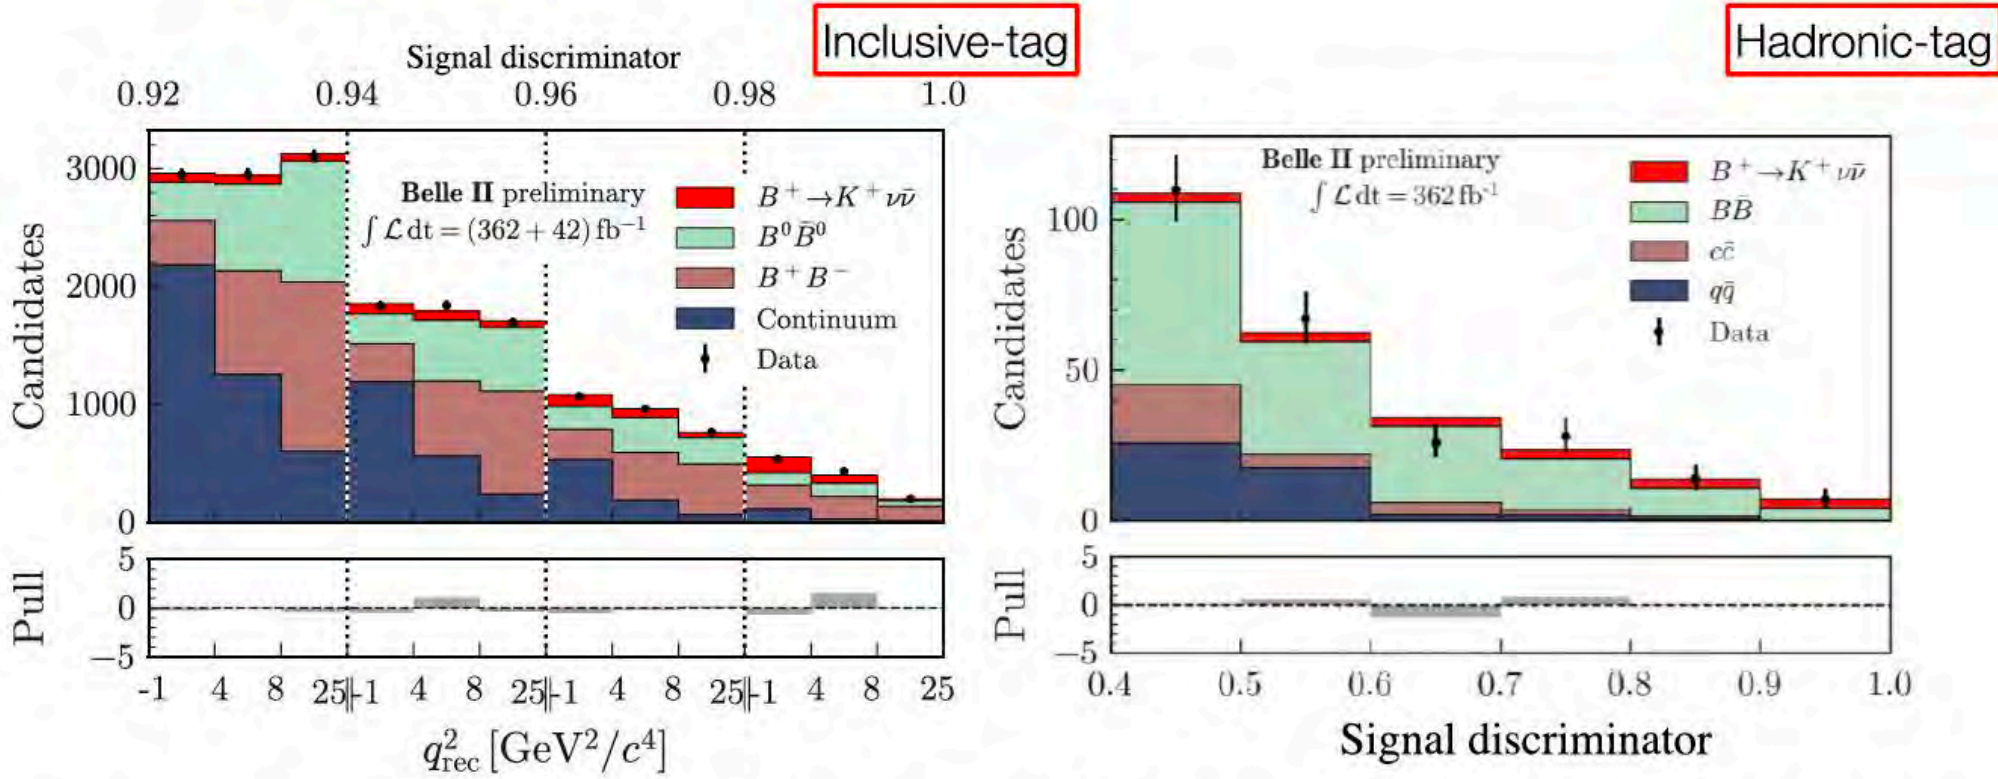 Inclusive-tag
Signal discriminator
0.92 0.94 0.96 0.98 1.0
Candidates
3000
2000
1000
0
Belle II preliminary
∫ 𝓛 dt = (362 + 42) fb⁻¹
B⁺→K⁺νν̄
B⁰B̄⁰
B⁺B⁻
Continuum
Data
Pull
5
0
−5
-1 4 8 25||-1 4 8 25||-1 4 8 25||-1 4 8 25
q²rec [GeV²/c⁴]
Hadronic-tag
Candidates
100
50
0
Belle II preliminary
∫ 𝓛 dt = 362 fb⁻¹
B⁺→K⁺νν̄
BB̄
cc̄
qq̄
Data
Pull
5
0
−5
0.4 0.5 0.6 0.7 0.8 0.9 1.0
Signal discriminator